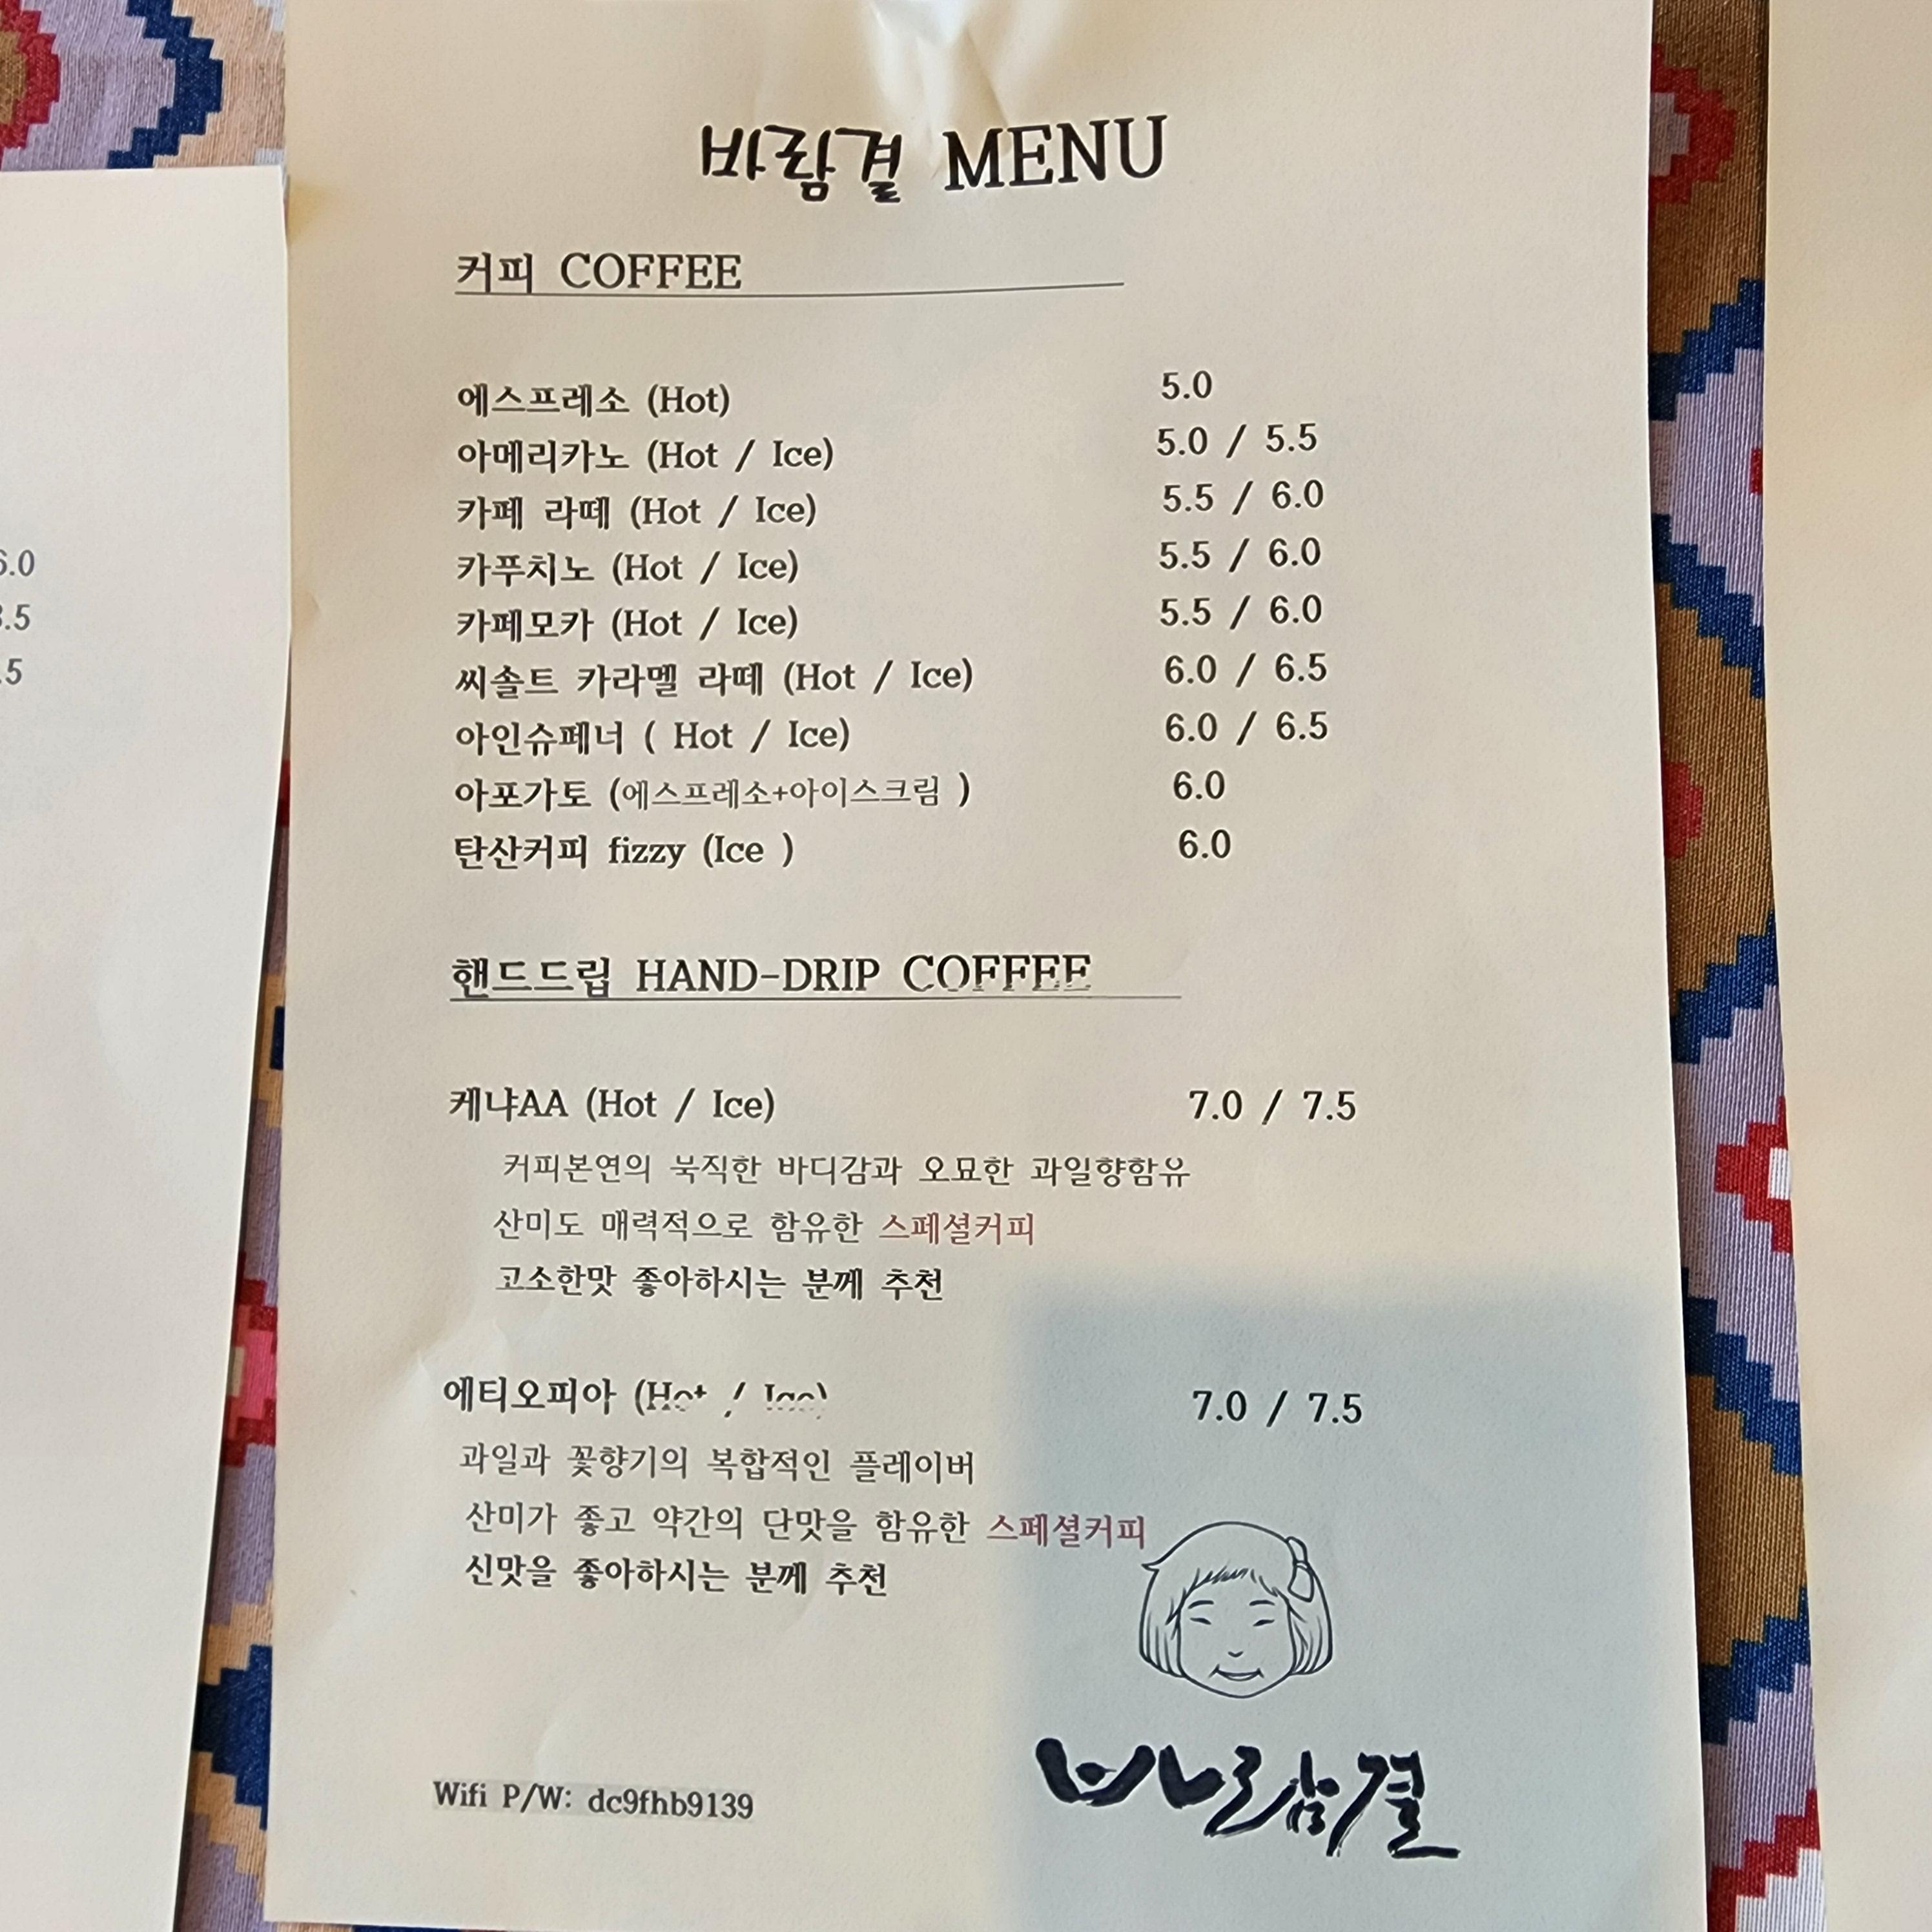 바람결 MENU
커피 COFFEE
에스프레소 (Hot) 5.0
아메리카노 (Hot / Ice) 5.0 / 5.5
카페 라떼 (Hot / Ice) 5.5 / 6.0
카푸치노 (Hot / Ice) 5.5 / 6.0
카페모카 (Hot / Ice) 5.5 / 6.0
씨솔트 카라멜 라떼 (Hot / Ice) 6.0 / 6.5
아인슈페너 ( Hot / Ice) 6.0 / 6.5
아포가토 (에스프레소+아이스크림 ) 6.0
탄산커피 fizzy (Ice ) 6.0
핸드드립 HAND-DRIP COFFEE
케냐AA (Hot / Ice) 7.0 / 7.5
커피본연의 묵직한 바디감과 오묘한 과일향함유
산미도 매력적으로 함유한 스페셜커피
고소한맛 좋아하시는 분께 추천
에티오피아 (Hot / Ice) 7.0 / 7.5
과일과 꽃향기의 복합적인 플레이버
산미가 좋고 약간의 단맛을 함유한 스페셜커피
신맛을 좋아하시는 분께 추천
Wifi P/W: dc9fhb9139
바람결